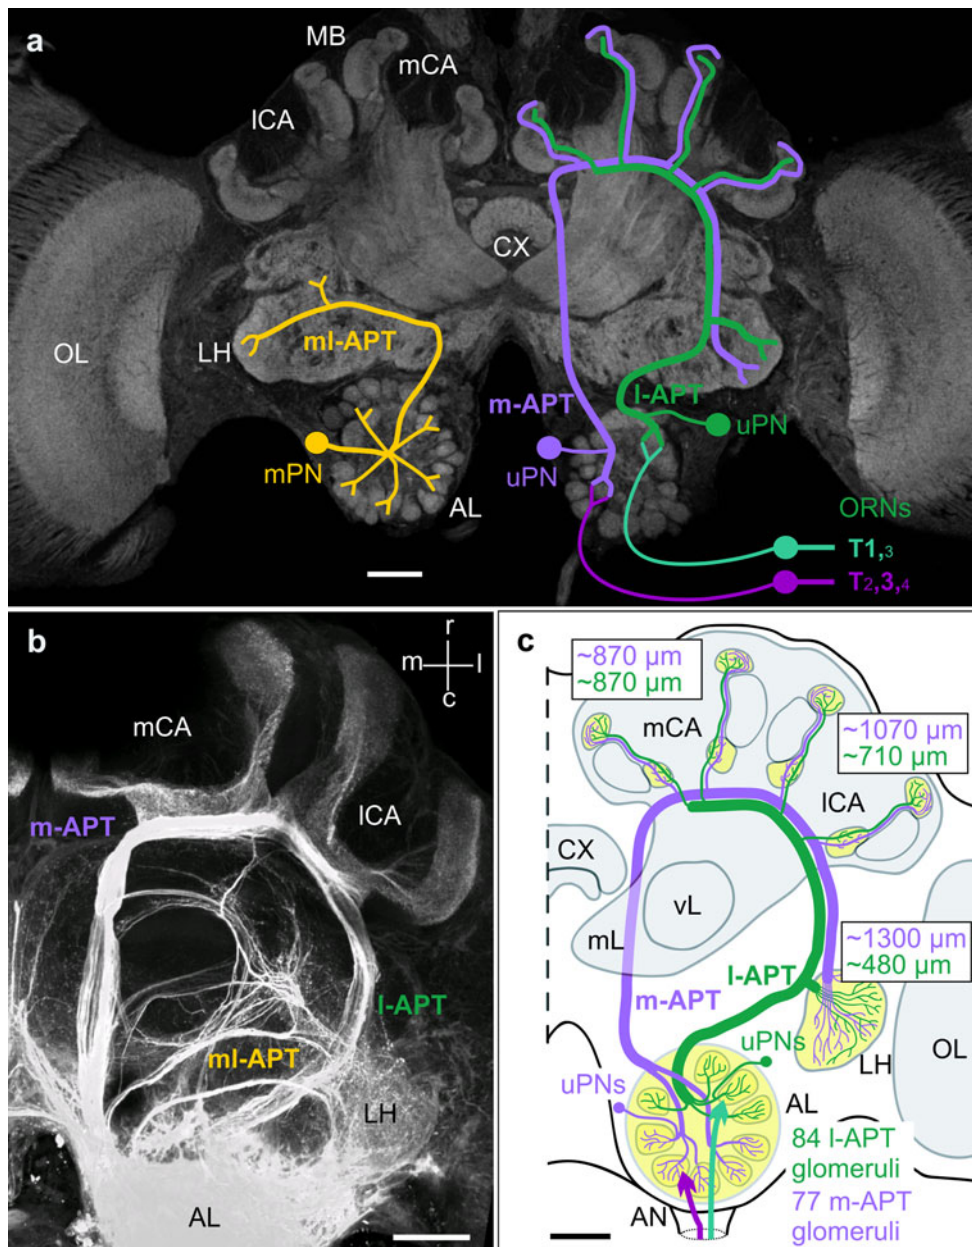 a
MB
mCA
lCA
CX
OL
LH
ml-APT
mPN
AL
m-APT
l-APT
uPN
uPN
ORNs
T1,3
T2,3,4
b
r
m l
c
mCA
lCA
m-APT
l-APT
ml-APT
LH
AL
c
~870 µm
~870 µm
mCA
~1070 µm
~710 µm
lCA
CX
vL
mL
~1300 µm
~480 µm
l-APT
m-APT
LH
OL
uPNs
uPNs
AL
84 l-APT
glomeruli
77 m-APT
glomeruli
AN